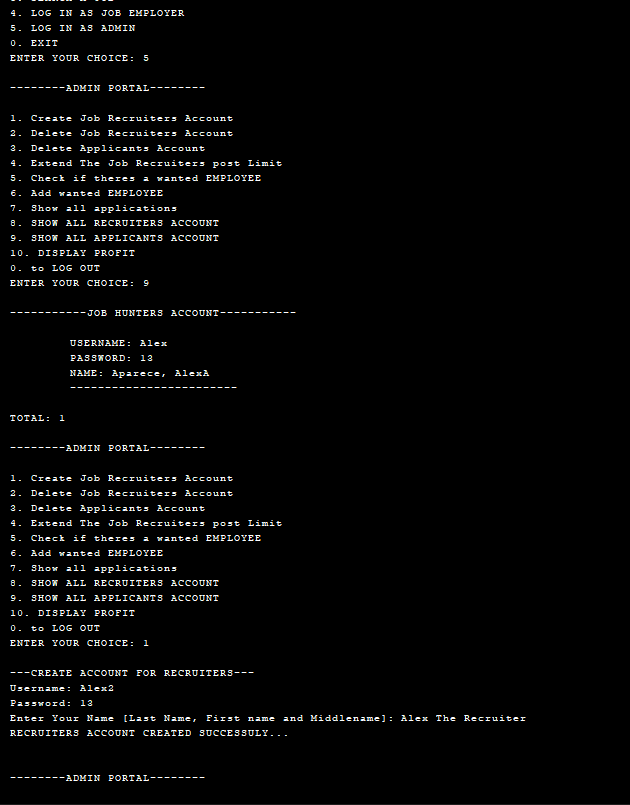 4. LOG IN AS JOB EMPLOYER
5. LOG IN AS ADMIN
0. EXIT
ENTER YOUR CHOICE: 5
--------ADMIN PORTAL--------
1. Create Job Recruiters Account
2. Delete Job Recruiters Account
3. Delete Applicants Account
4. Extend The Job Recruiters post Limit
5. Check if theres a wanted EMPLOYEE
6. Add wanted EMPLOYEE
7. Show all applications
8. SHOW ALL RECRUITERS ACCOUNT
9. SHOW ALL APPLICANTS ACCOUNT
10. DISPLAY PROFIT
0. to LOG OUT
ENTER YOUR CHOICE: 9
-----------JOB HUNTERS ACCOUNT-----------
USERNAME: Alex
PASSWORD: 13
NAME: Aparece, AlexA
------------------------
TOTAL: 1
--------ADMIN PORTAL--------
1. Create Job Recruiters Account
2. Delete Job Recruiters Account
3. Delete Applicants Account
4. Extend The Job Recruiters post Limit
5. Check if theres a wanted EMPLOYEE
6. Add wanted EMPLOYEE
7. Show all applications
8. SHOW ALL RECRUITERS ACCOUNT
9. SHOW ALL APPLICANTS ACCOUNT
10. DISPLAY PROFIT
0. to LOG OUT
ENTER YOUR CHOICE: 1
---CREATE ACCOUNT FOR RECRUITERS---
Username: Alex2
Password: 13
Enter Your Name [Last Name, First name and Middlename]: Alex The Recruiter
RECRUITERS ACCOUNT CREATED SUCCESSULY...
--------ADMIN PORTAL--------